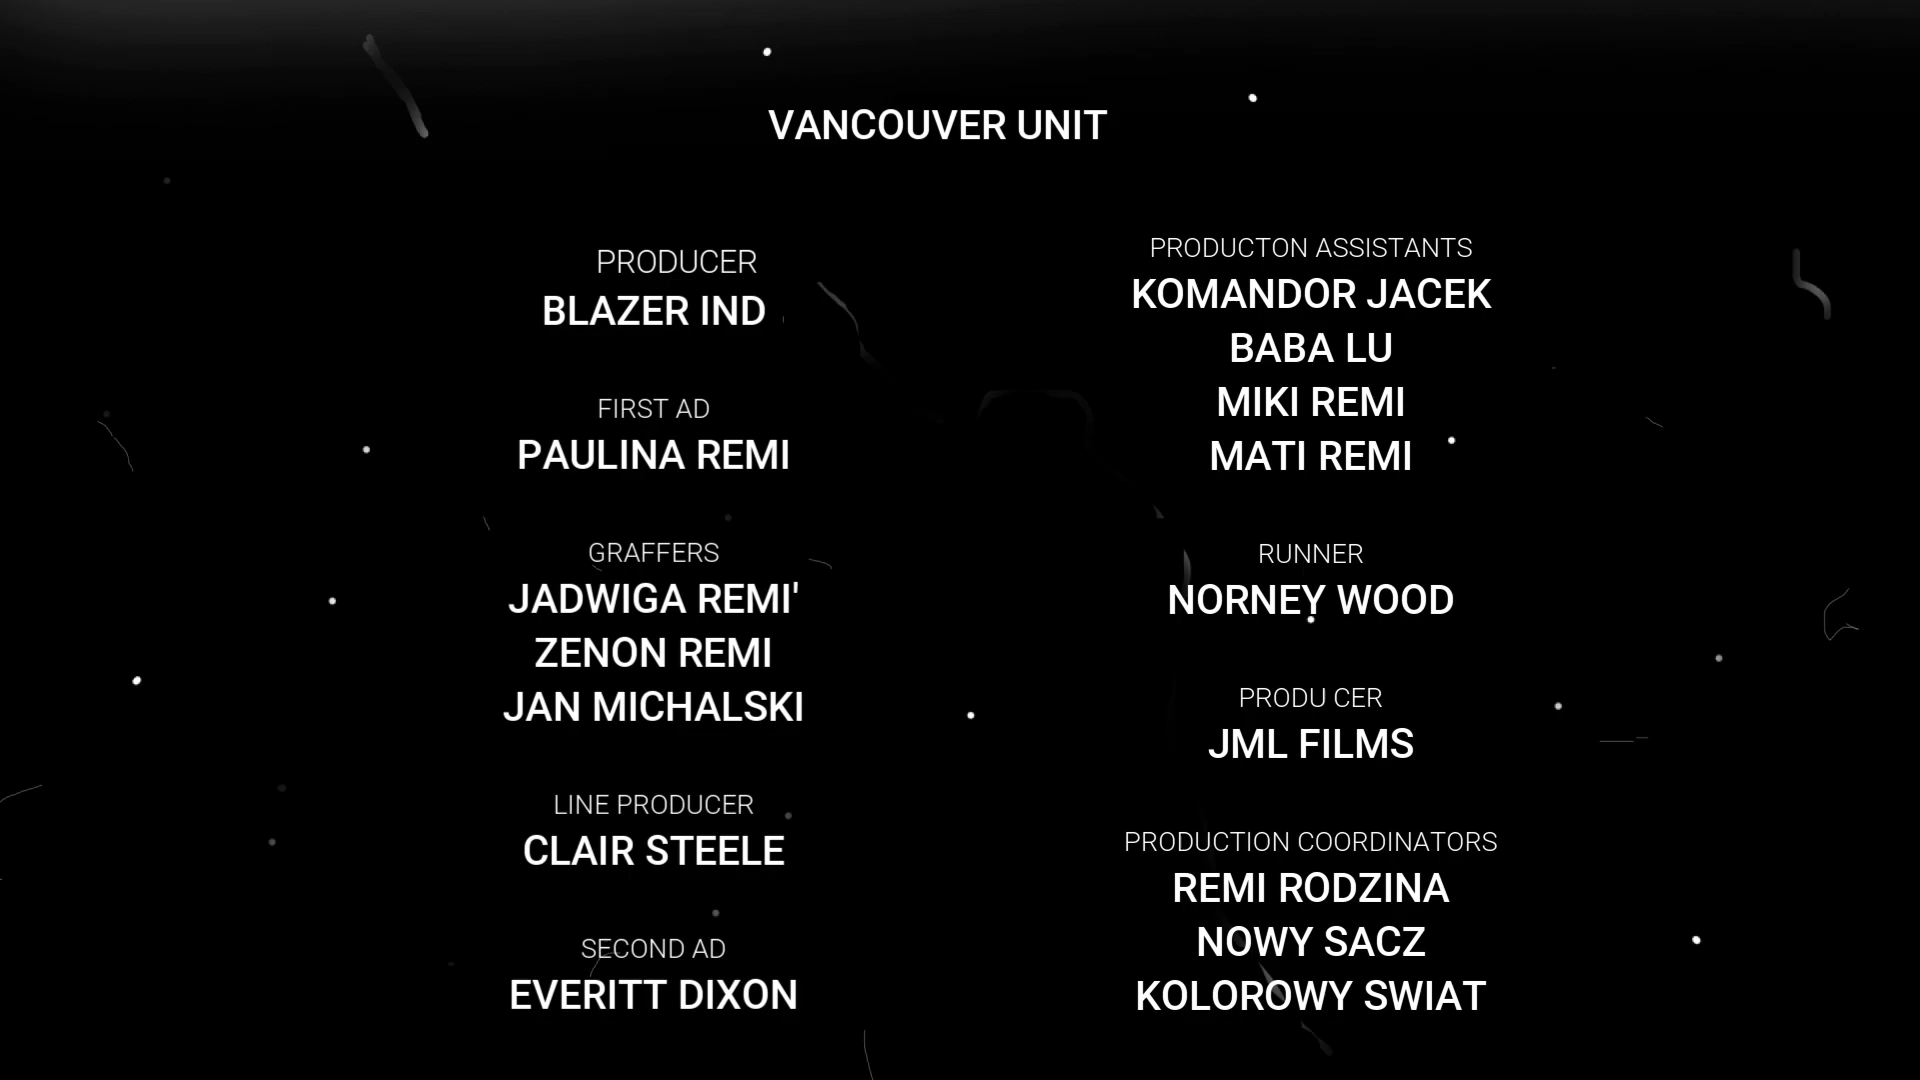 VANCOUVER UNIT
PRODUCER
BLAZER IND
FIRST AD
PAULINA REMI
GRAFFERS
JADWIGA REMI'
ZENON REMI
JAN MICHALSKI
LINE PRODUCER
CLAIR STEELE
SECOND AD
EVERITT DIXON
PRODUCTON ASSISTANTS
KOMANDOR JACEK
BABA LU
MIKI REMI
MATI REMI
RUNNER
NORNEY WOOD
PRODU CER
JML FILMS
PRODUCTION COORDINATORS
REMI RODZINA
NOWY SACZ
KOLOROWY SWIAT